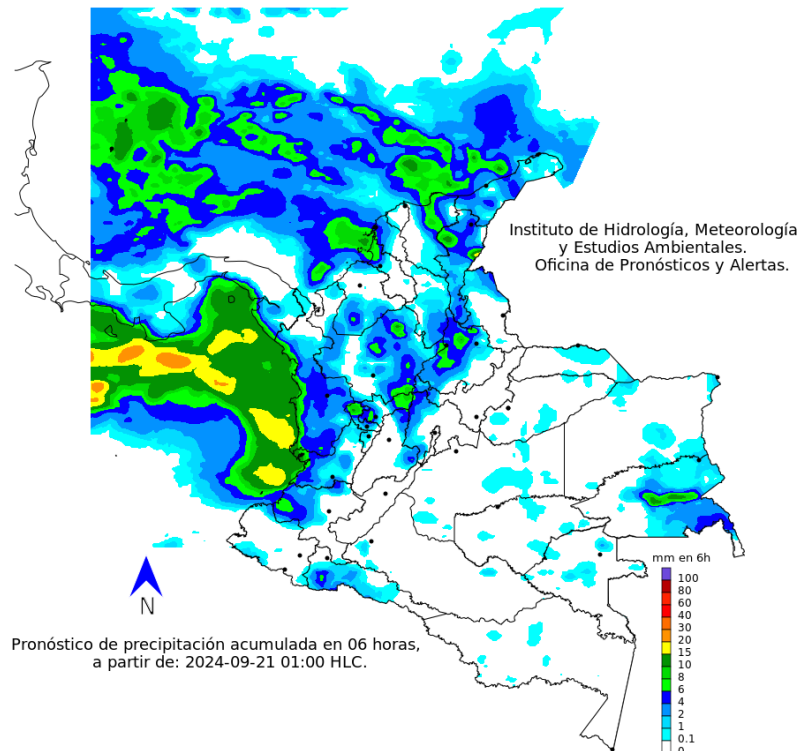 Instituto de Hidrología, Meteorología
y Estudios Ambientales.
Oficina de Pronósticos y Alertas.
N
Pronóstico de precipitación acumulada en 06 horas,
a partir de: 2024-09-21 01:00 HLC.
mm en 6h
100
80
60
40
30
20
15
10
8
6
4
2
1
0.1
0